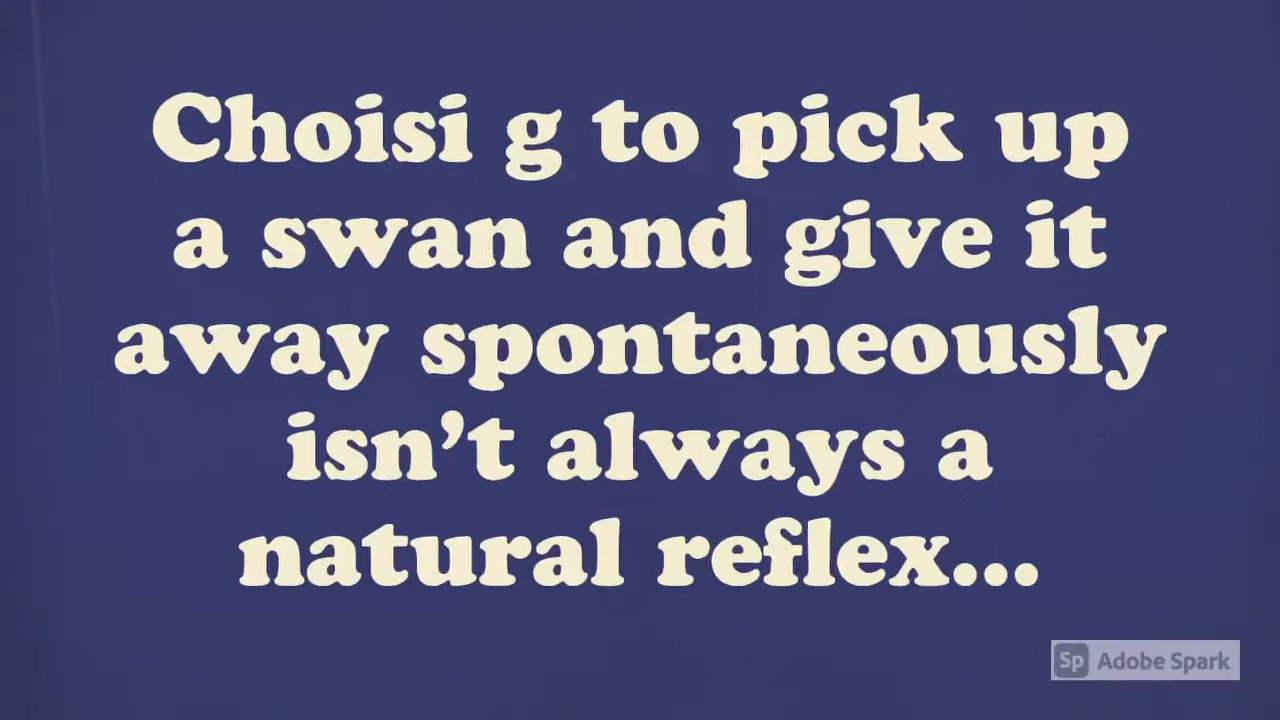 Choisi g to pick up
a swan and give it
away spontaneously
isn't always a
natural reflex...
Sp Adobe Spark